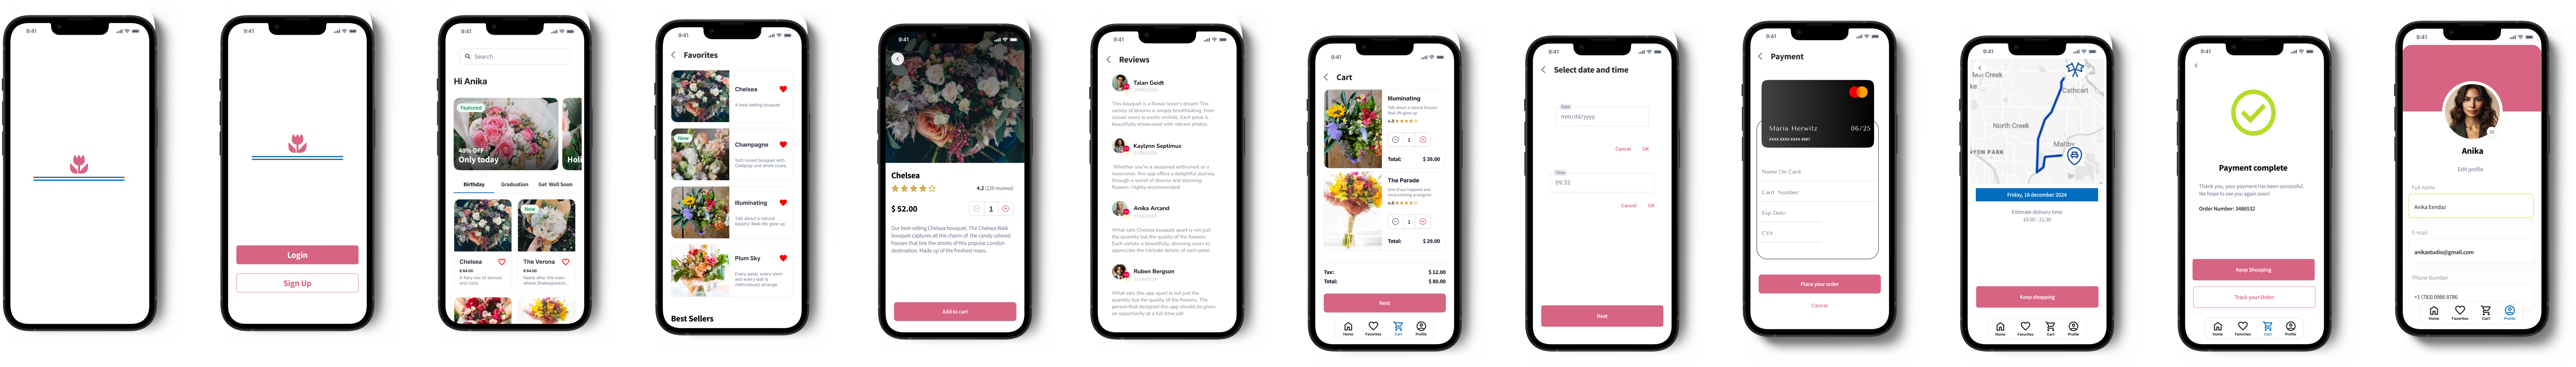 9:41
9:41
Login
Sign Up
9:41
Search
Hi Anika
Featured
40% OFF
Only today
Holi
Birthday
Graduation
Get Well Soon
New
Chelsea
$ 64.00
A fiery mix of texture
and color.
The Verona
$ 64.00
Name after the town
where Shakespeare's...
9:41
Favorites
Chelsea
A best selling bouquet.
New
Champagne
Soft-toned bouquet with
Coldplay and white roses.
Illuminating
Talk about a natural
beauty! Real-life glow up
Plum Sky
Every petal, every stem
and every leaf is
meticulously arrange.
Best Sellers
9:41
Chelsea
4.2 (128 reviews)
$ 52.00
1
Our best-selling Chelsea bouquet. The Chelsea Walk
bouquet captures all the charm of the candy colored
houses that line the streets of this popular London
destination. Made up of the freshest roses.
Add to cart
9:41
Reviews
Talan Geidt
This bouquet is a flower lover's dream! The
variety of blooms is simply breathtaking, from
classic roses to exotic orchids. Each petal is
beautifully showcased with vibrant photos.
Kaylynn Septimus
Whether you're a seasoned enthusiast or a
newcomer, this app offers a delightful journey
through a world of diverse and stunning
flowers. Highly recommended!
Anika Arcand
What sets Chelsea bouquet apart is not just
the quantity but the quality of the flowers.
Each variety is beautifully, allowing users to
appreciate the intricate details of each petal.
Ruben Bergson
What sets this app apart is not just the
quantity but the quality of the flowers. The
person that designed this app should be given
an opportunity at a full time job!
9:41
Cart
Illuminating
Talk about a natural beauty!
Real-life glow up
4.8
1
Total:
$ 39.00
The Parade
One of our happiest and
most exciting arrangement
4.8
1
Total:
$ 29.00
Tax:
$ 12.00
Total:
$ 80.00
Next
Home
Favorites
Cart
Profile
9:41
Select date and time
Date
mm/dd/yyyy
Cancel
OK
Time
09:32
Cancel
OK
Next
9:41
Payment
Maria Herwitz
06/25
XXXX XXXX XXXX 4887
Name On Card
Card Number
Exp Date
CVV
Place your order
Cancel
9:41
Mar Creek
ke
Cathcart
North Creek
Maltby
NYON PARK
Friday, 18 december 2024
Estimate delivery time
10:30 - 11:30
Keep shopping
Home
Favorites
Cart
Profile
9:41
Payment complete
Thank you, your payment has been successful.
We hope to see you again soon!
Order Number: 3486532
Keep Shooping
Track your Order
Home
Favorites
Cart
Profile
9:41
Anika
Edit profile
Full name
Anika Eendaz
E-mail
anikastudio@gmail.com
Phone Number
+1 (783) 0986 8786
Home
Favorites
Cart
Profile